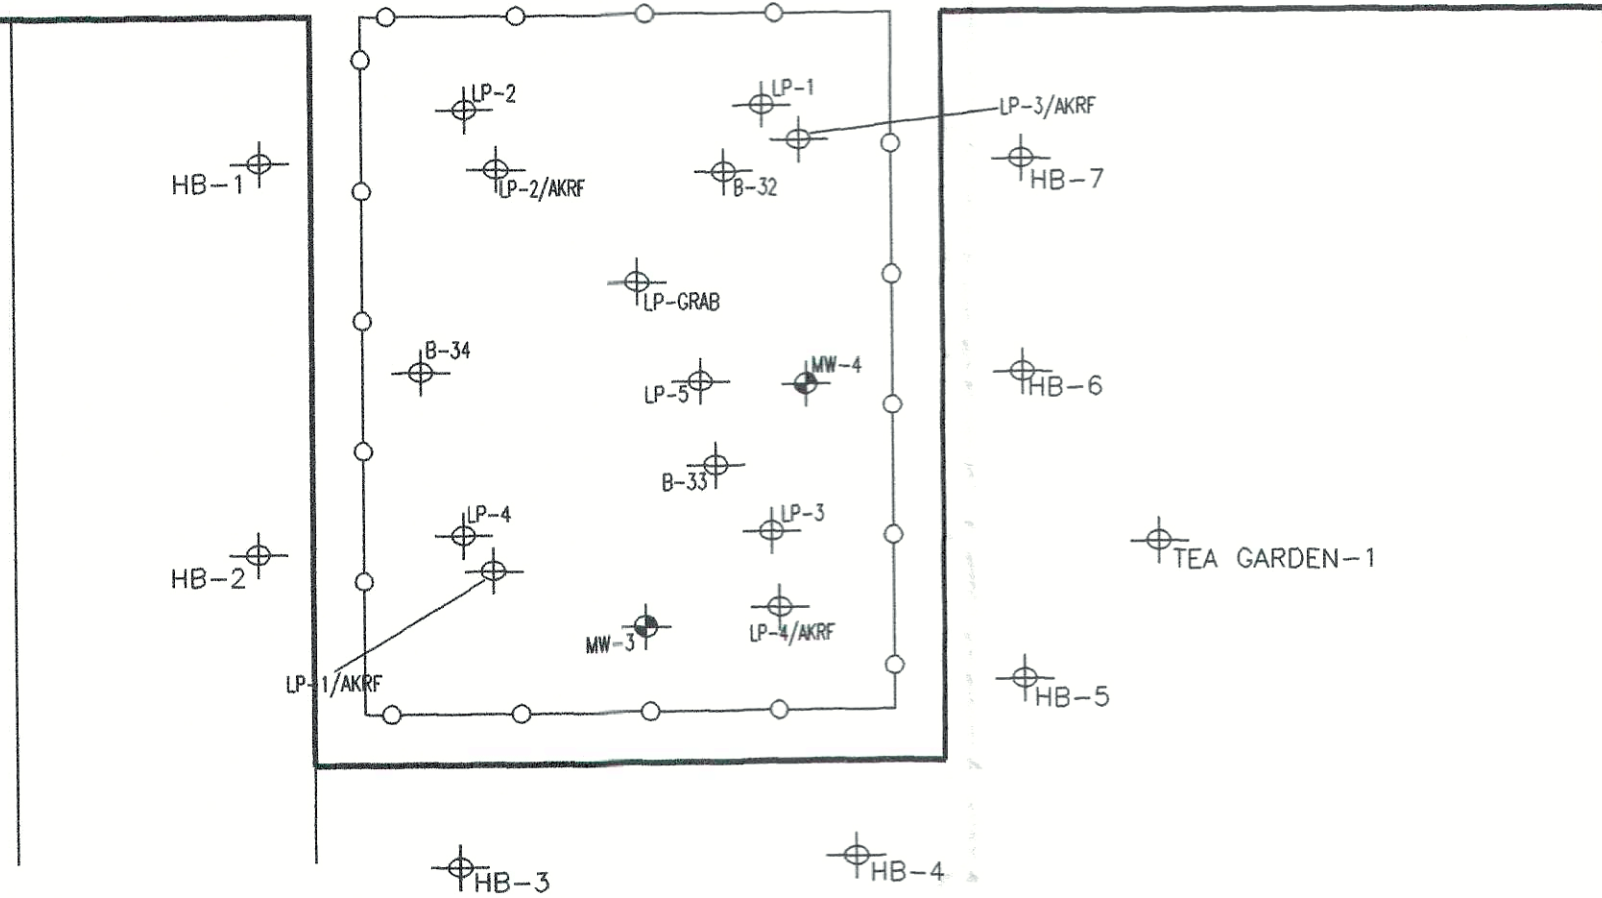 LP-2
LP-1
LP-3/AKRF
HB-1
LP-2/AKRF
B-32
HB-7
LP-GRAB
B-34
LP-5
MW-4
HB-6
B-33
LP-4
LP-3
HB-2
TEA GARDEN-1
MW-3
LP-4/AKRF
LP-1/AKRF
HB-5
HB-3
HB-4